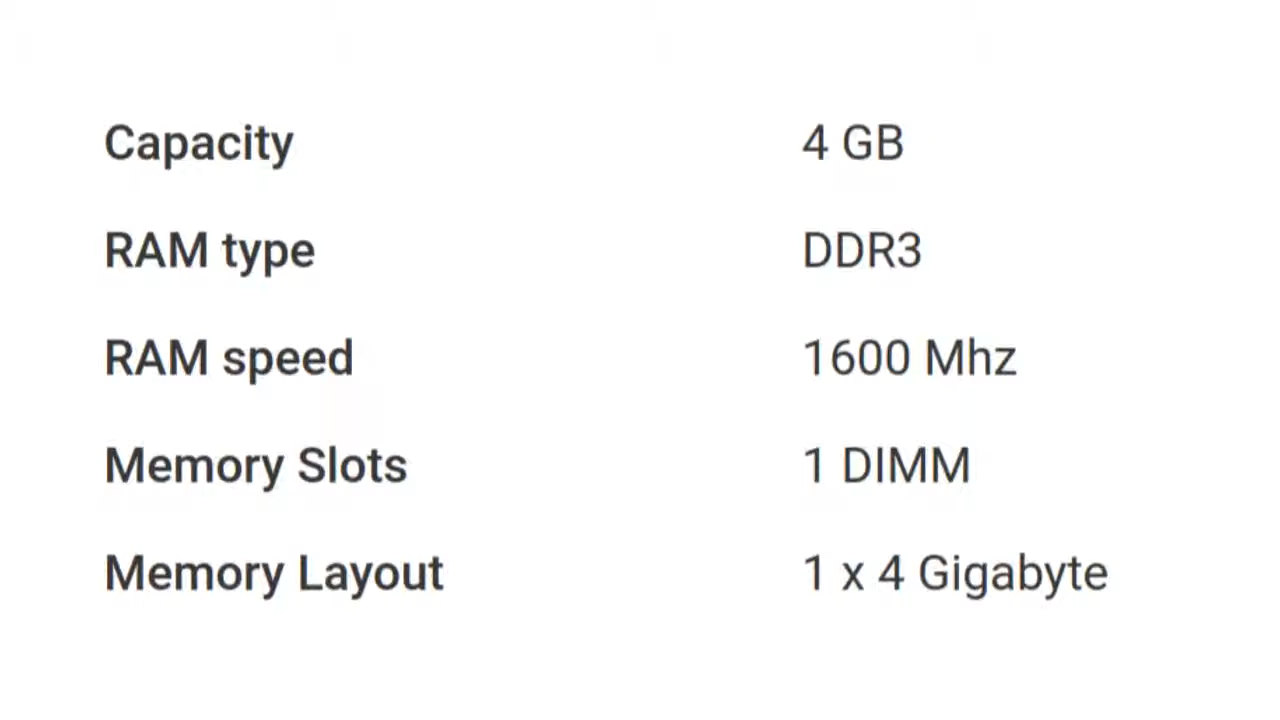 Capacity 4 GB
RAM type DDR3
RAM speed 1600 Mhz
Memory Slots 1 DIMM
Memory Layout 1 x 4 Gigabyte